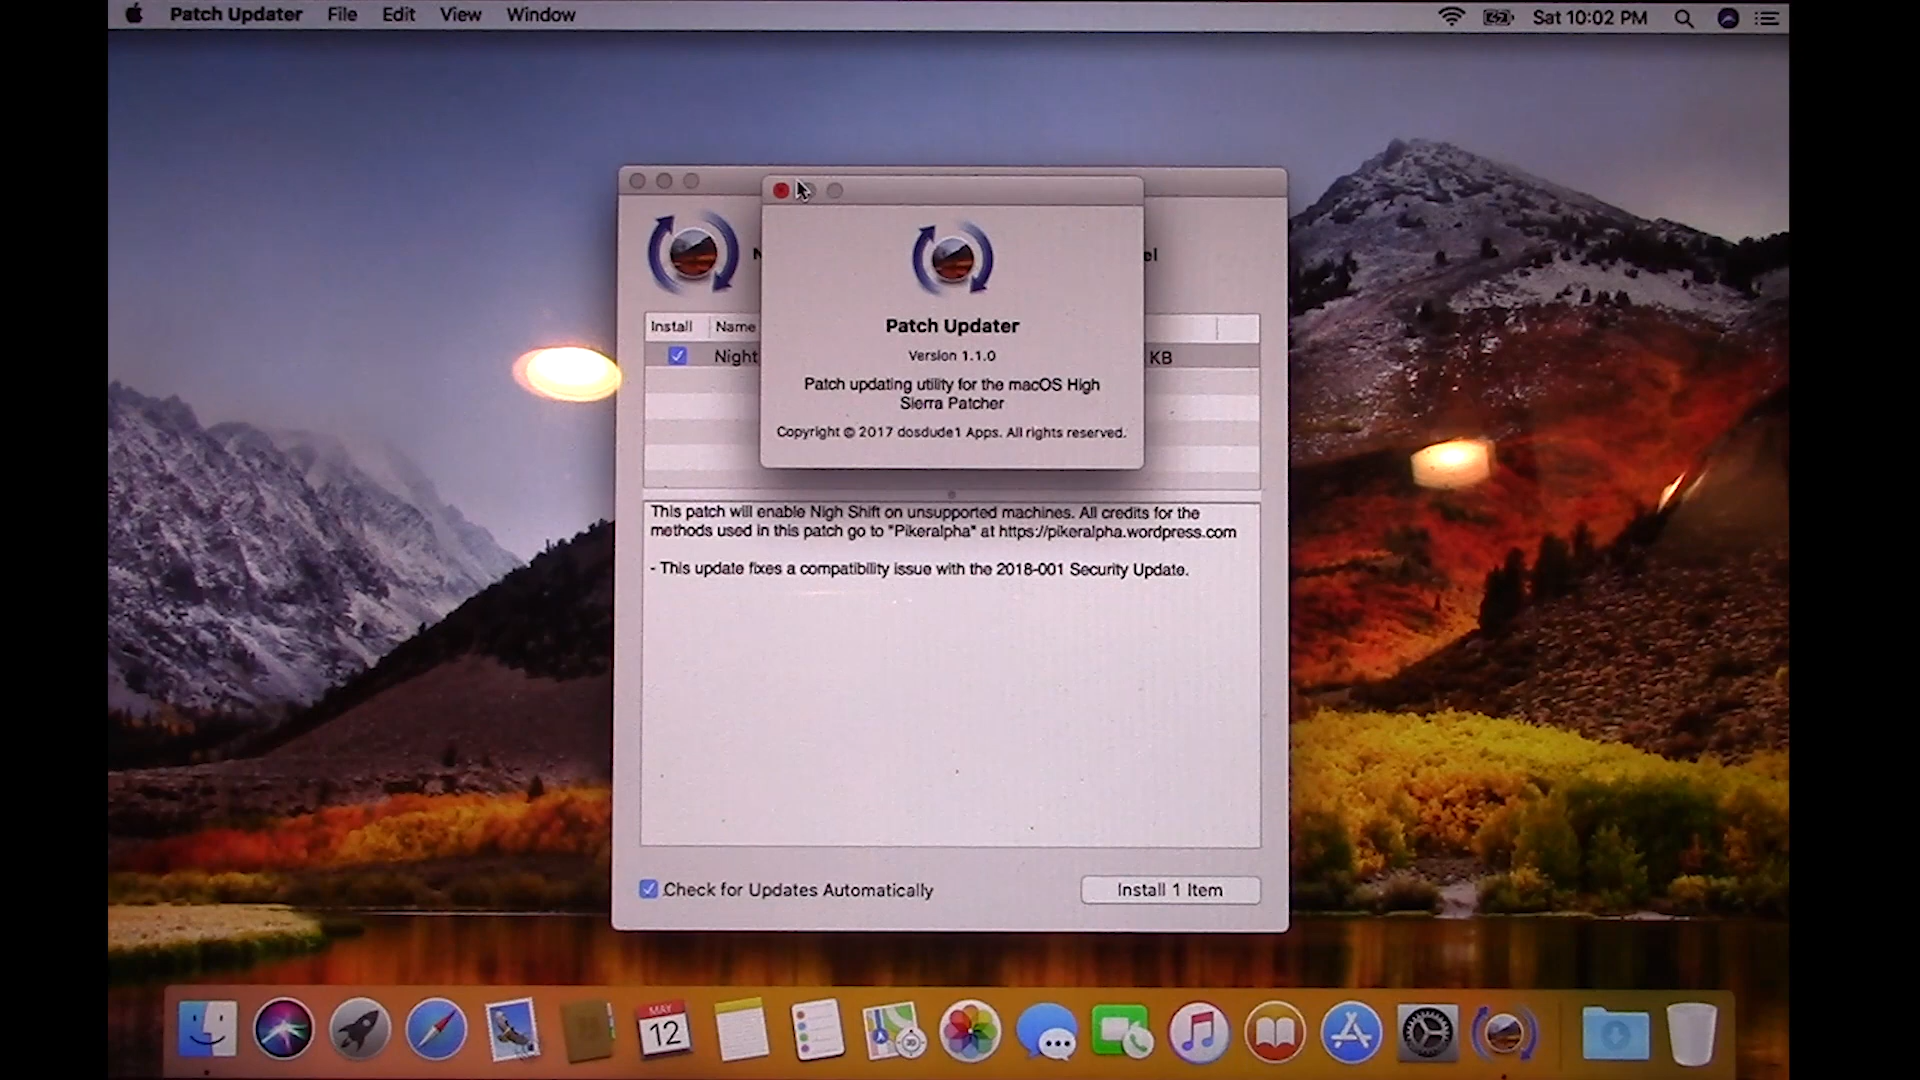 Patch Updater File Edit View Window
Sat 10:02 PM
Install Name
Night
KB
el
Patch Updater
Version 1.1.0
Patch updating utility for the macOS High
Sierra Patcher
Copyright © 2017 dosdude1 Apps. All rights reserved.
This patch will enable Nigh Shift on unsupported machines. All credits for the
methods used in this patch go to "Pikeralpha" at https://pikeralpha.wordpress.com
- This update fixes a compatibility issue with the 2018-001 Security Update.
Check for Updates Automatically
Install 1 Item
MAY
12